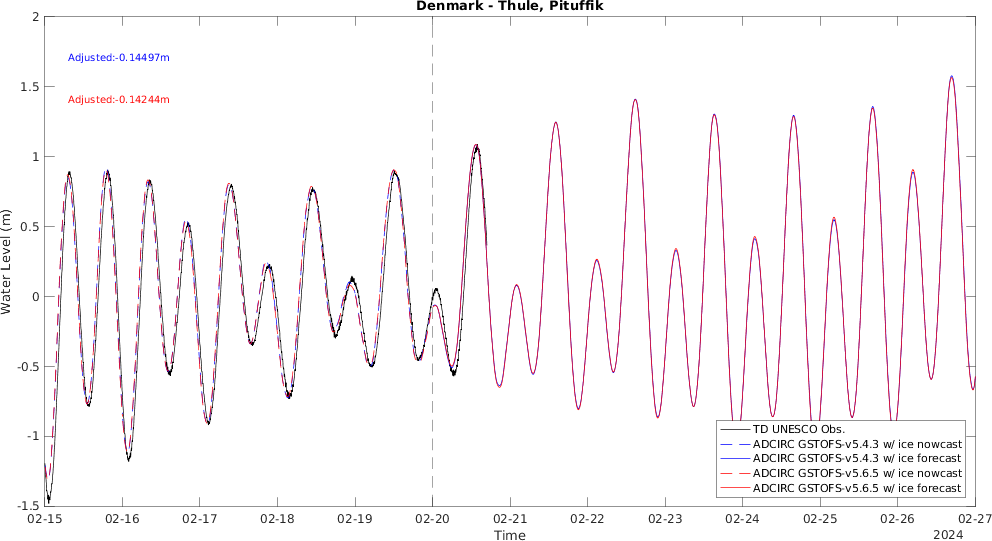 Denmark - Thule, Pituffik
Adjusted:-0.14497m
Adjusted:-0.14244m
Water Level (m)
2
1.5
1
0.5
0
-0.5
-1
-1.5
TD UNESCO Obs.
ADCIRC GSTOFS-v5.4.3 w/ ice nowcast
ADCIRC GSTOFS-v5.4.3 w/ ice forecast
ADCIRC GSTOFS-v5.6.5 w/ ice nowcast
ADCIRC GSTOFS-v5.6.5 w/ ice forecast
02-15 02-16 02-17 02-18 02-19 02-20 02-21 02-22 02-23 02-24 02-25 02-26 02-27
Time
2024